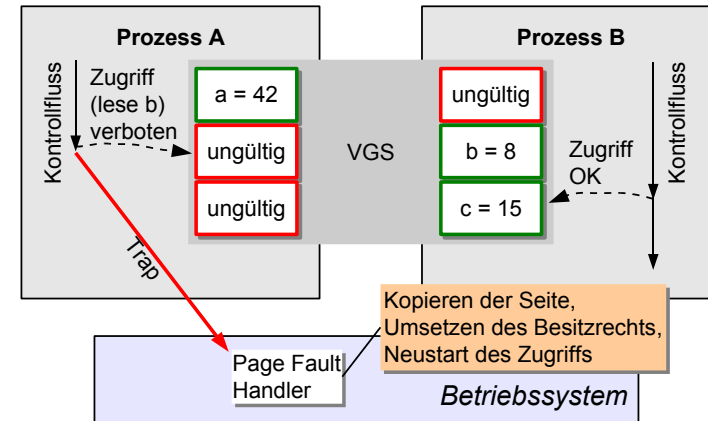 Prozess A
Prozess B
Kontrollfluss
Zugriff
(lese b)
verboten
a = 42
ungültig
ungültig
VGS
ungültig
b = 8
c = 15
Zugriff
OK
Kontrollfluss
Trap
Kopieren der Seite,
Umsetzen des Besitzrechts,
Neustart des Zugriffs
Page Fault
Handler
Betriebssystem